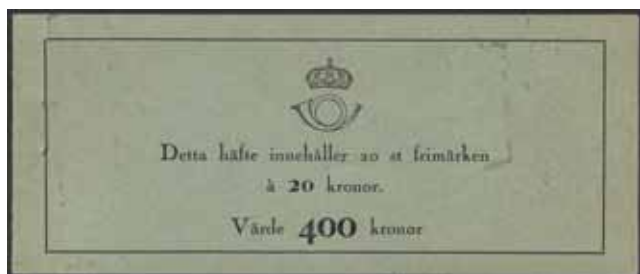 Detta häfte innehåller 20 st frimärken
à 20 kronor.
Värde 400 kronor